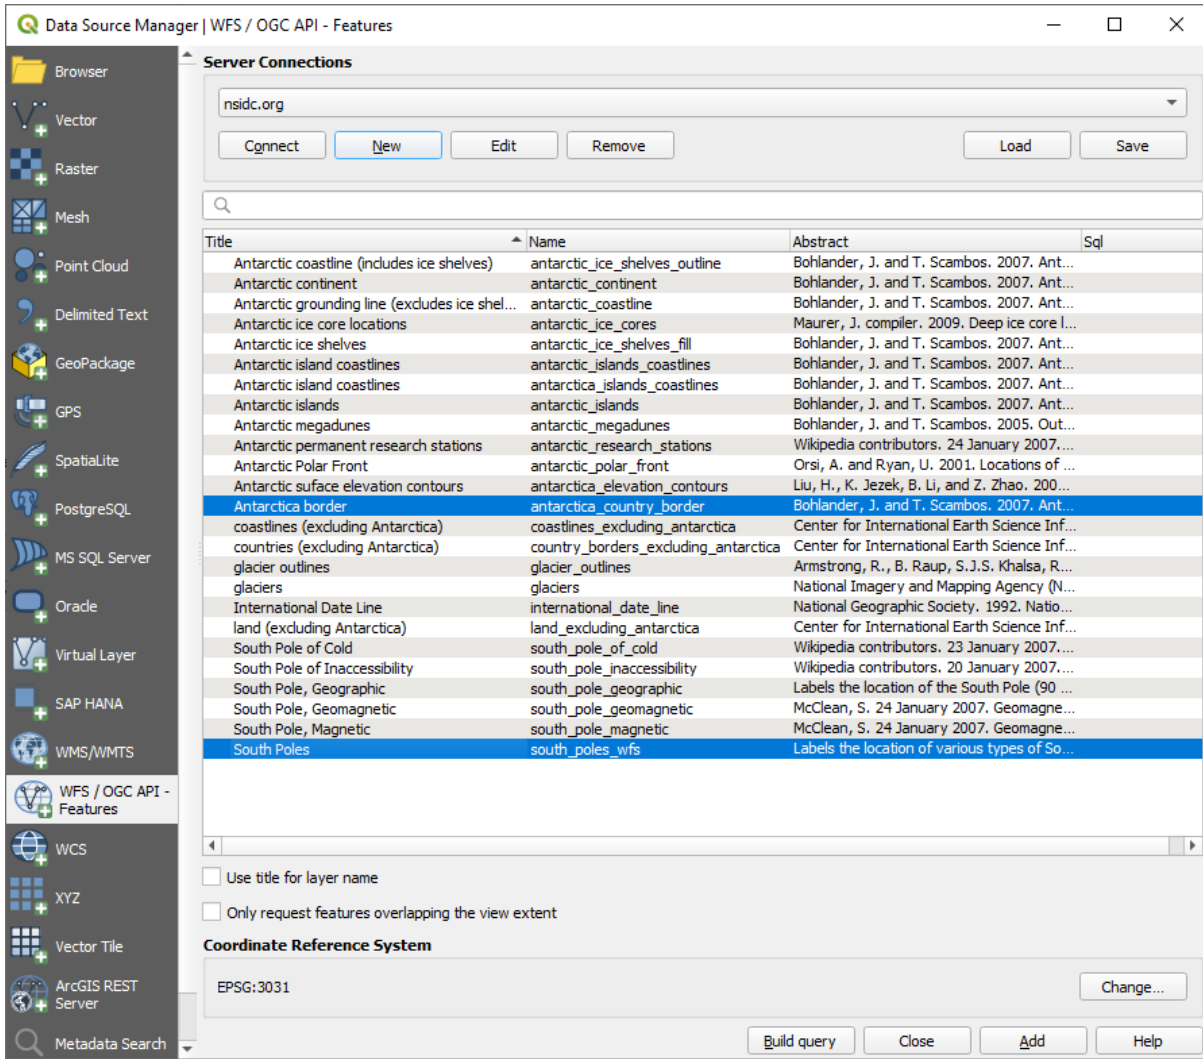 Data Source Manager | WFS / OGC API - Features
Browser
Vector
Raster
Mesh
Point Cloud
Delimited Text
GeoPackage
GPS
SpatiaLite
PostgreSQL
MS SQL Server
Oracle
Virtual Layer
SAP HANA
WMS/WMTS
WFS / OGC API -
Features
WCS
XYZ
Vector Tile
ArcGIS REST
Server
Metadata Search
Server Connections
nsidc.org
Connect New Edit Remove Load Save
Title Name Abstract Sql
Antarctic coastline (includes ice shelves) antarctic_ice_shelves_outline Bohlander, J. and T. Scambos. 2007. Ant...
Antarctic continent antarctic_continent Bohlander, J. and T. Scambos. 2007. Ant...
Antarctic grounding line (excludes ice shel... antarctic_coastline Bohlander, J. and T. Scambos. 2007. Ant...
Antarctic ice core locations antarctic_ice_cores Maurer, J. compiler. 2009. Deep ice core l...
Antarctic ice shelves antarctic_ice_shelves_fill Bohlander, J. and T. Scambos. 2007. Ant...
Antarctic island coastlines antarctic_islands_coastlines Bohlander, J. and T. Scambos. 2007. Ant...
Antarctic island coastlines antarctica_islands_coastlines Bohlander, J. and T. Scambos. 2007. Ant...
Antarctic islands antarctic_islands Bohlander, J. and T. Scambos. 2007. Ant...
Antarctic megadunes antarctic_megadunes Bohlander, J. and T. Scambos. 2005. Out...
Antarctic permanent research stations antarctic_research_stations Wikipedia contributors. 24 January 2007....
Antarctic Polar Front antarctic_polar_front Orsi, A. and Ryan, U. 2001. Locations of ...
Antarctic suface elevation contours antarctica_elevation_contours Liu, H., K. Jezek, B. Li, and Z. Zhao. 200...
Antarctica border antarctica_country_border Bohlander, J. and T. Scambos. 2007. Ant...
coastlines (excluding Antarctica) coastlines_excluding_antarctica Center for International Earth Science Inf...
countries (excluding Antarctica) country_borders_excluding_antarctica Center for International Earth Science Inf...
glacier outlines glacier_outlines Armstrong, R., B. Raup, S.J.S. Khalsa, R...
glaciers glaciers National Imagery and Mapping Agency (N...
International Date Line international_date_line National Geographic Society. 1992. Natio...
land (excluding Antarctica) land_excluding_antarctica Center for International Earth Science Inf...
South Pole of Cold south_pole_of_cold Wikipedia contributors. 23 January 2007....
South Pole of Inaccessibility south_pole_inaccessibility Wikipedia contributors. 20 January 2007....
South Pole, Geographic south_pole_geographic Labels the location of the South Pole (90 ...
South Pole, Geomagnetic south_pole_geomagnetic McClean, S. 24 January 2007. Geomagne...
South Pole, Magnetic south_pole_magnetic McClean, S. 24 January 2007. Geomagne...
South Poles south_poles_wfs Labels the location of various types of So...
Use title for layer name
Only request features overlapping the view extent
Coordinate Reference System
EPSG:3031 Change...
Build query Close Add Help